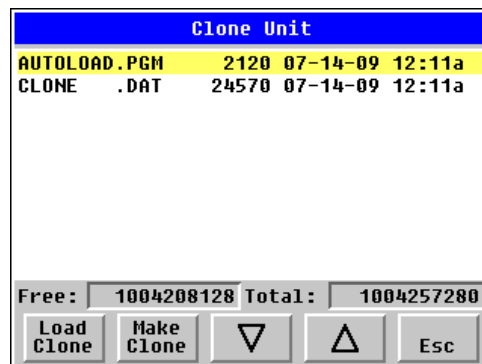 Clone Unit
AUTOLOAD.PGM 2120 07-14-09 12:11a
CLONE .DAT 24570 07-14-09 12:11a
Free: 1004208128 Total: 1004257280
Load Clone Make Clone Esc